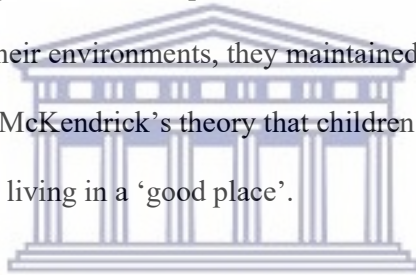 heir environments, they maintained
McKendrick’s theory that children
living in a ‘good place’.